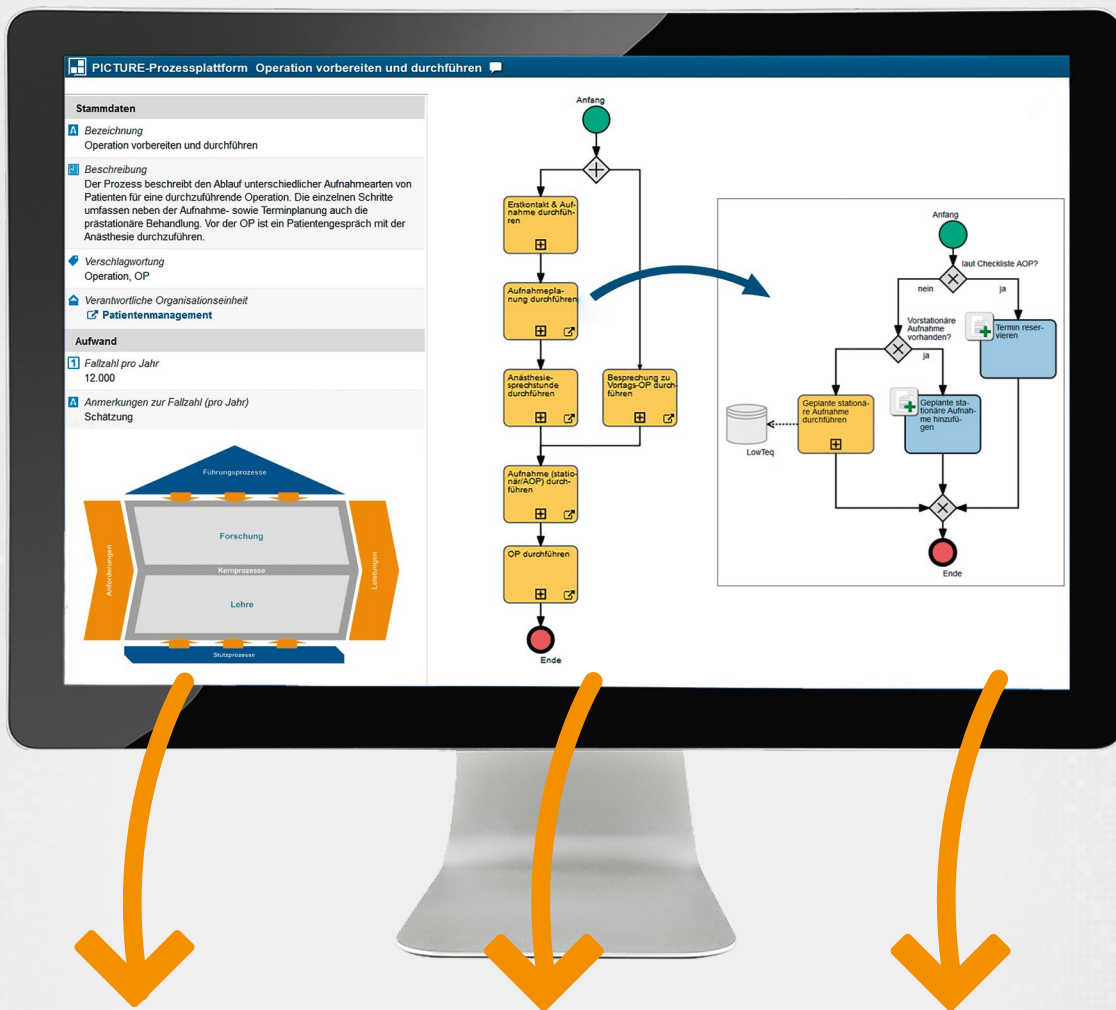 PICTURE-Prozessplattform Operation vorbereiten und durchführen
Stammdaten
Bezeichnung
Operation vorbereiten und durchführen
Beschreibung
Der Prozess beschreibt den Ablauf unterschiedlicher Aufnahmearten von
Patienten für eine durchzuführende Operation. Die einzelnen Schritte
umfassen neben der Aufnahme- sowie Terminplanung auch die
prästationäre Behandlung. Vor der OP ist ein Patientengespräch mit der
Anästhesie durchzuführen.
Verschlagwortung
Operation, OP
Verantwortliche Organisationseinheit
Patientenmanagement
Aufwand
Fallzahl pro Jahr
12.000
Anmerkungen zur Fallzahl (pro Jahr)
Schätzung
Führungsprozesse
Anforderungen
Forschung
Kernprozesse
Lehre
Leistungen
Stützprozesse
Anfang
Erstkontakt & Auf-
nahme durchfüh-
ren
Aufnahmepla-
nung durchführen
Anästhesie-
sprechstunde
durchführen
Besprechung zu
Vortags-OP durch-
führen
Aufnahme (statio-
när/AOP) durch-
führen
OP durchführen
Ende
Anfang
laut Checkliste AOP?
nein
ja
Termin reser-
vieren
Vorstationäre
Aufnahme
vorhanden?
ja
Geplante stationä-
re Aufnahme
durchführen
Geplante sta-
tionäre Aufnah-
me hinzufü-
gen
LowTeq
Ende